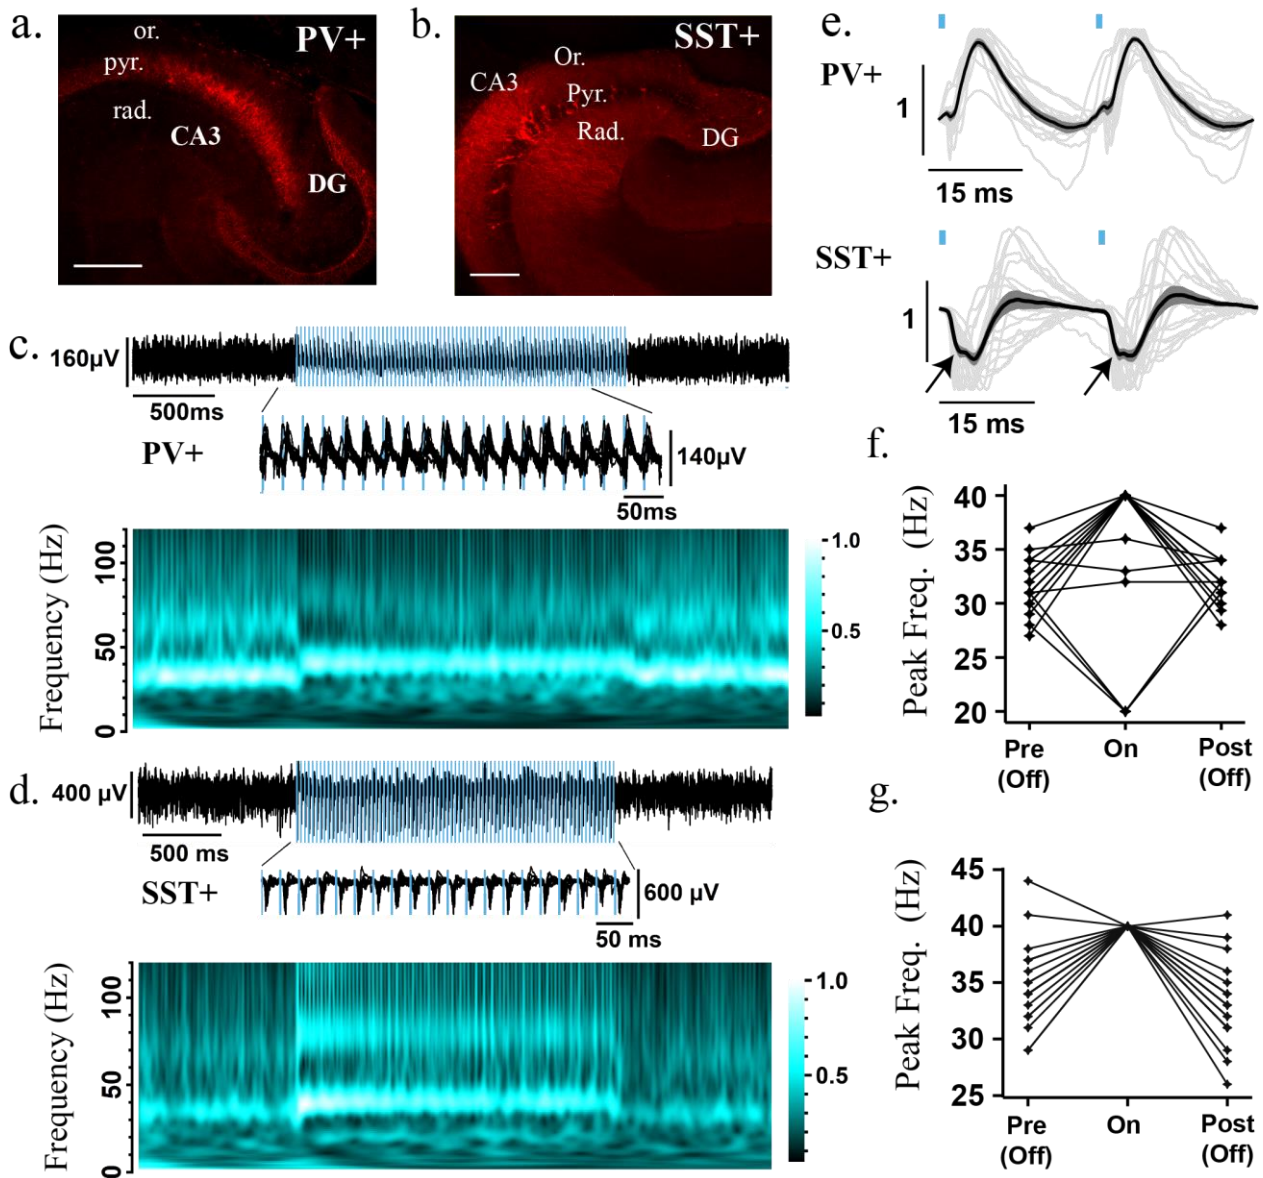 a.
or.
PV+
pyr.
rad.
CA3
DG
b.
SST+
Or.
CA3
Pyr.
Rad.
DG
c.
160µV
500ms
PV+
140µV
50ms
Frequency (Hz)
100
50
0
1.0
0.5
d.
400 µV
500 ms
SST+
600 µV
50 ms
Frequency (Hz)
100
50
0
1.0
0.5
e.
PV+
1
15 ms
SST+
1
15 ms
f.
Peak Freq. (Hz)
40
35
30
25
20
Pre
(Off)
On
Post
(Off)
g.
Peak Freq. (Hz)
45
40
35
30
25
Pre
(Off)
On
Post
(Off)